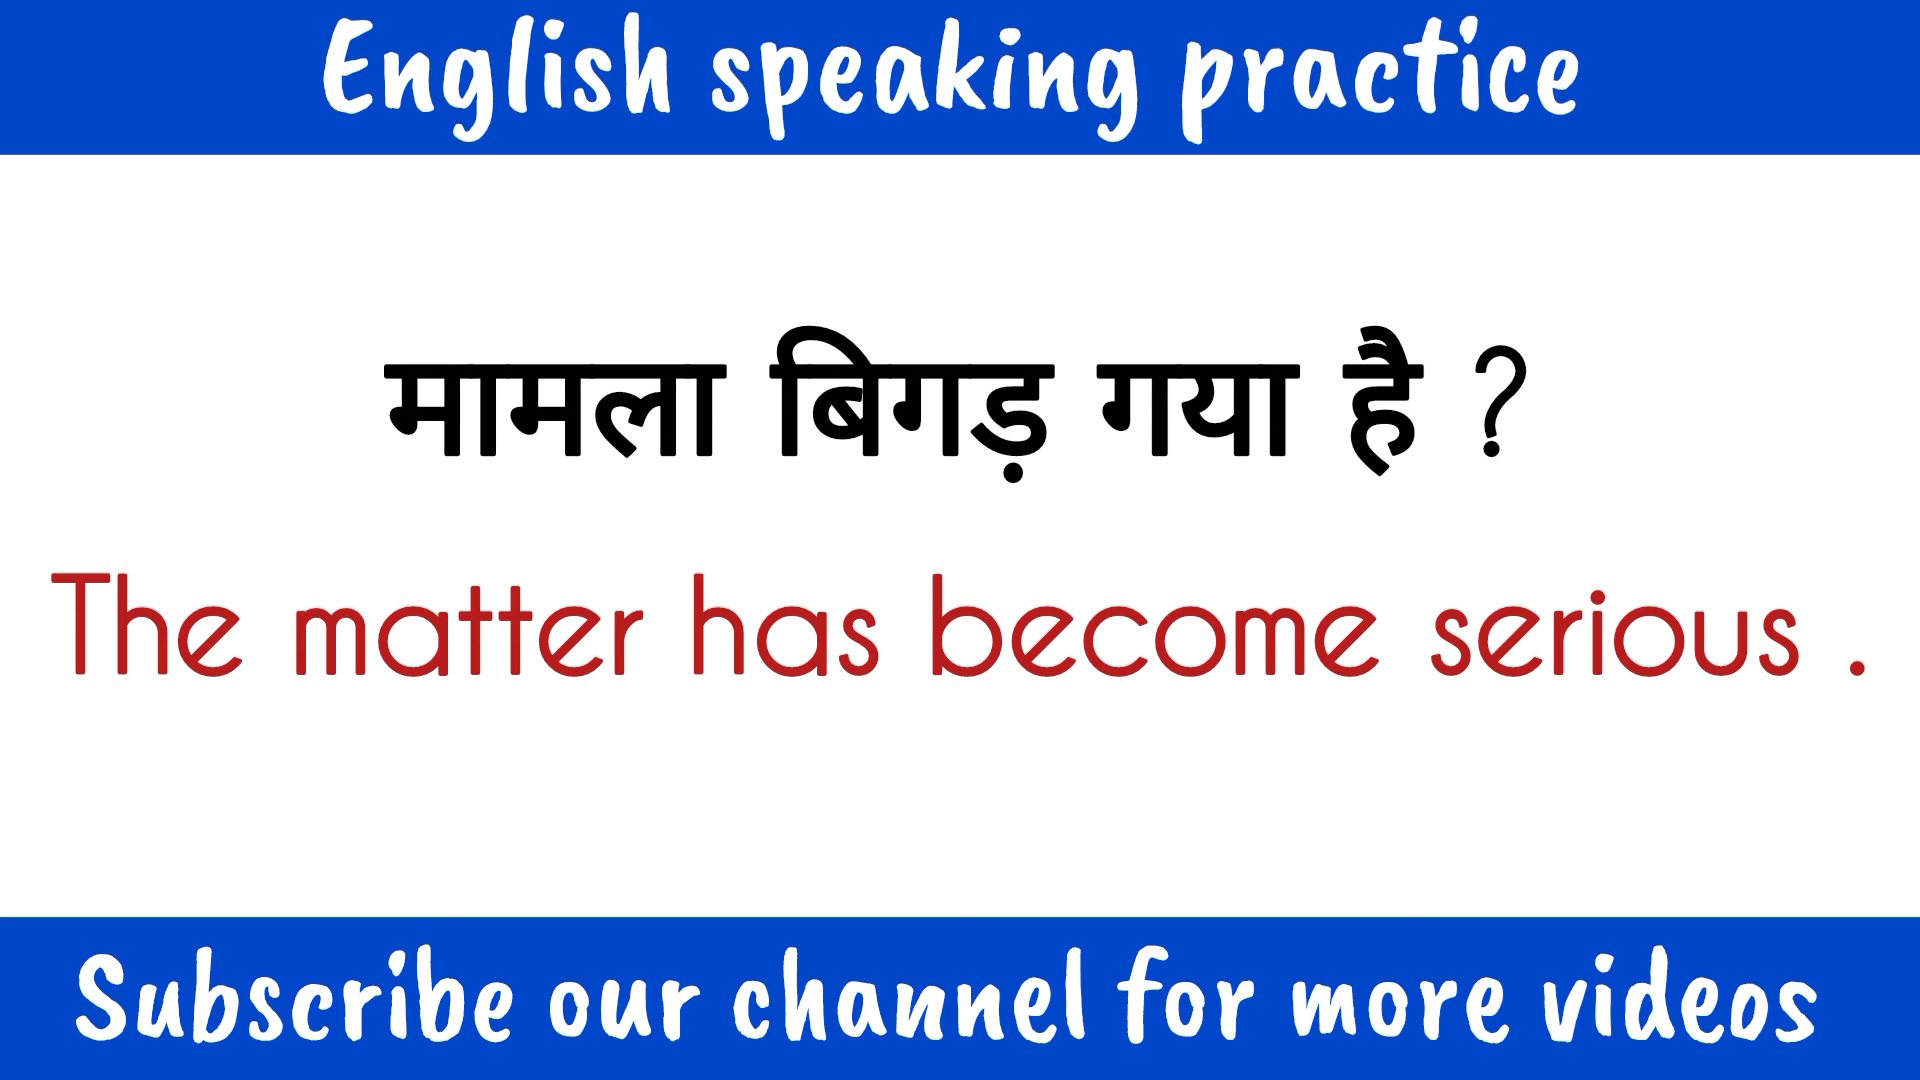 English speaking practice
मामला बिगड़ गया है ?
The matter has become serious .
Subscribe our channel for more videos